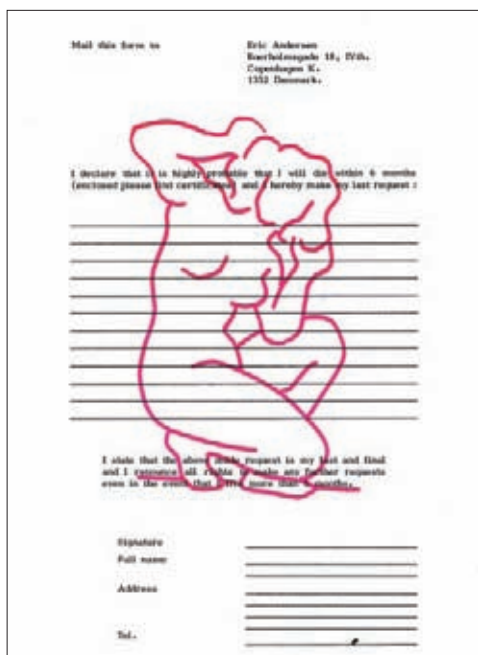 Mail this form to
Eric Andersen
18, IVth.
Copenhagen K.
1352 Denmark.
I declare that it is highly probable that I will die within 6 months
(enclosed please find certificate) and I hereby make my last request :
I state that the above made request is my last and final
and I renounce all rights to make any further requests
even in the event that I live more than 6 months.
Signature
Full name
Address
Tel.